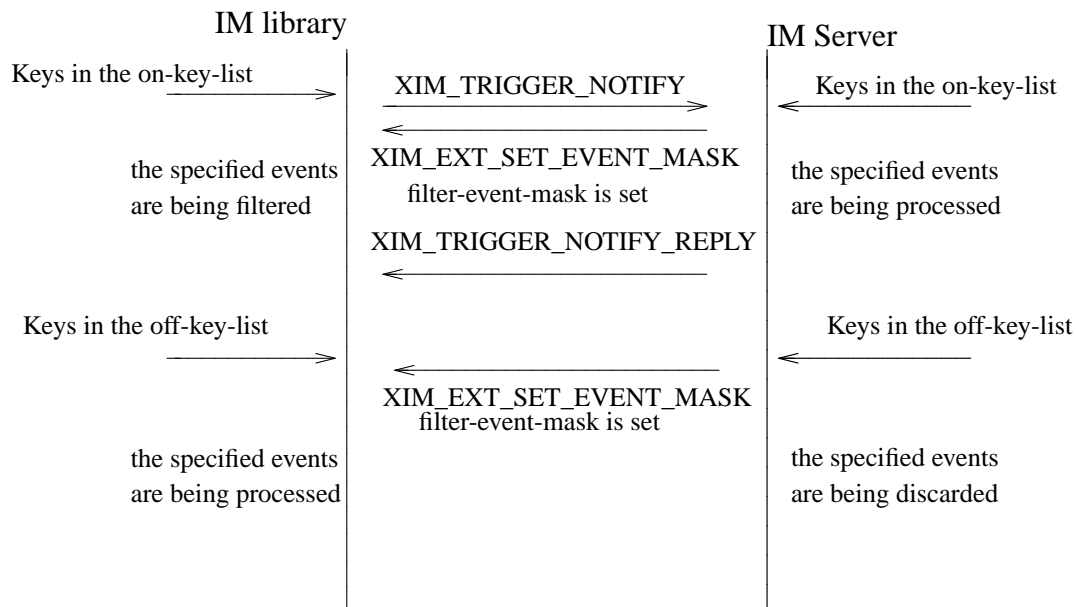 IM library
IM Server
Keys in the on-key-list
XIM_TRIGGER_NOTIFY
Keys in the on-key-list
XIM_EXT_SET_EVENT_MASK
filter-event-mask is set
the specified events
are being filtered
the specified events
are being processed
XIM_TRIGGER_NOTIFY_REPLY
Keys in the off-key-list
Keys in the off-key-list
XIM_EXT_SET_EVENT_MASK
filter-event-mask is set
the specified events
are being processed
the specified events
are being discarded